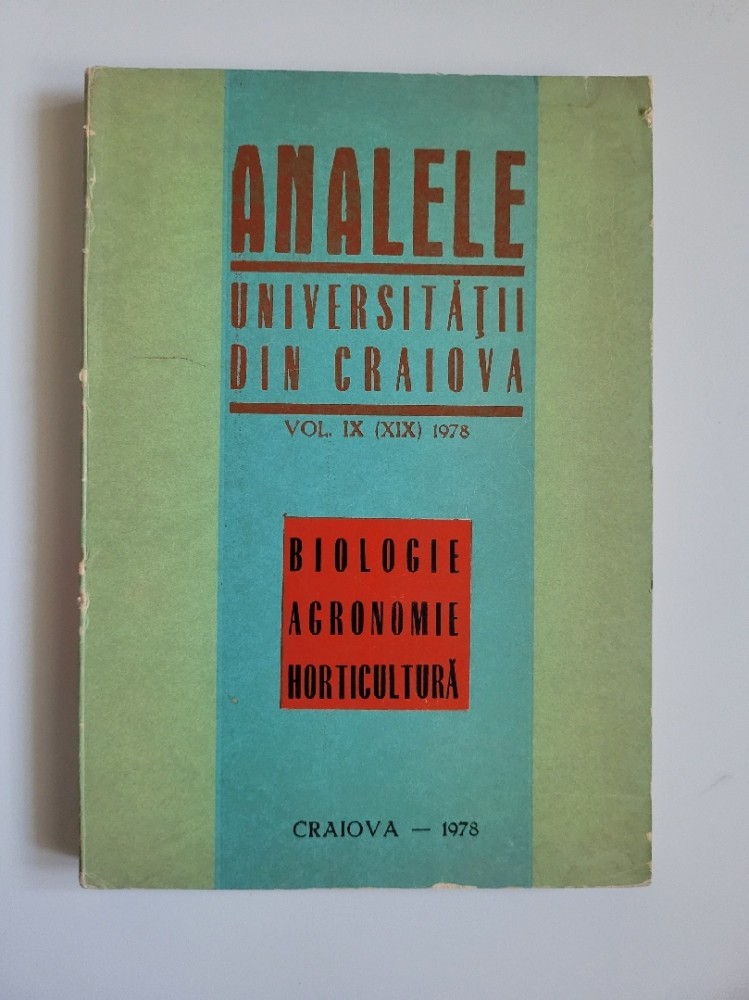 ANALELE
UNIVERSITĂŢII
DIN CRAIOVA
VOL. IX (XIX) 1978
BIOLOGIE
AGRONOMIE
HORTICULTURĂ
CRAIOVA — 1978